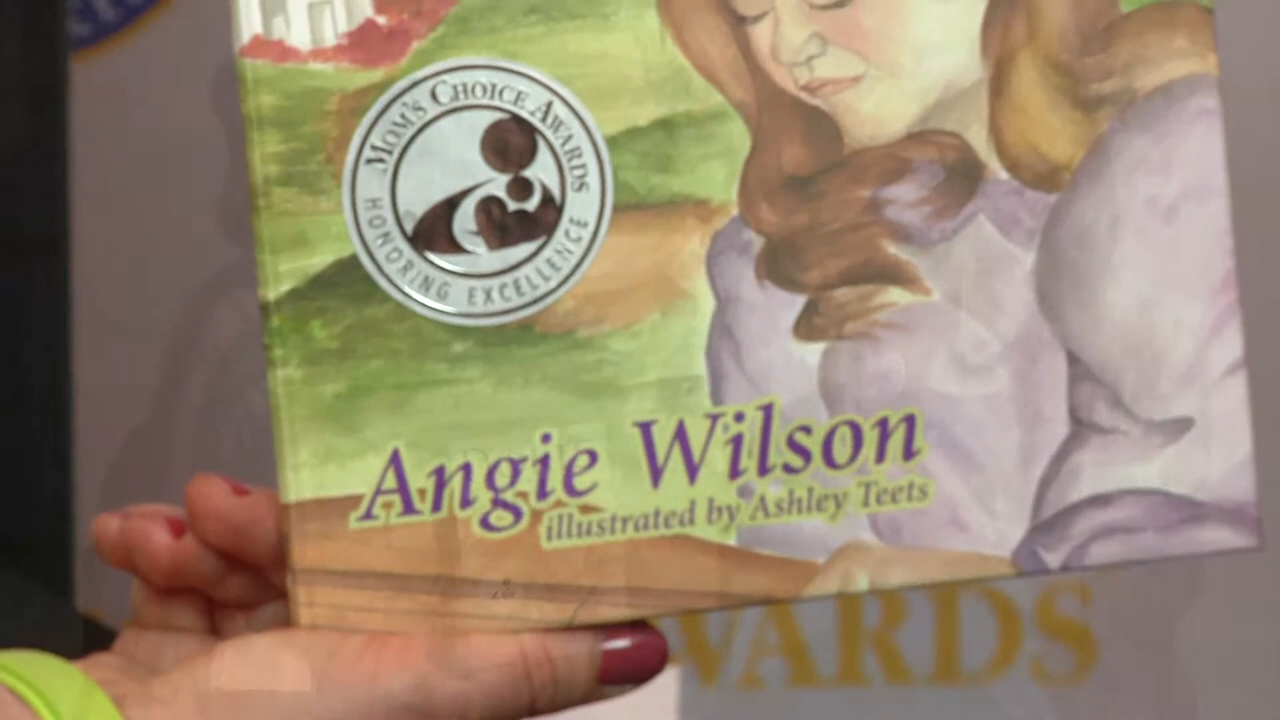 MOM'S CHOICE AWARDS
HONORING EXCELLENCE
Angie Wilson
illustrated by Ashley Teets
WARDS